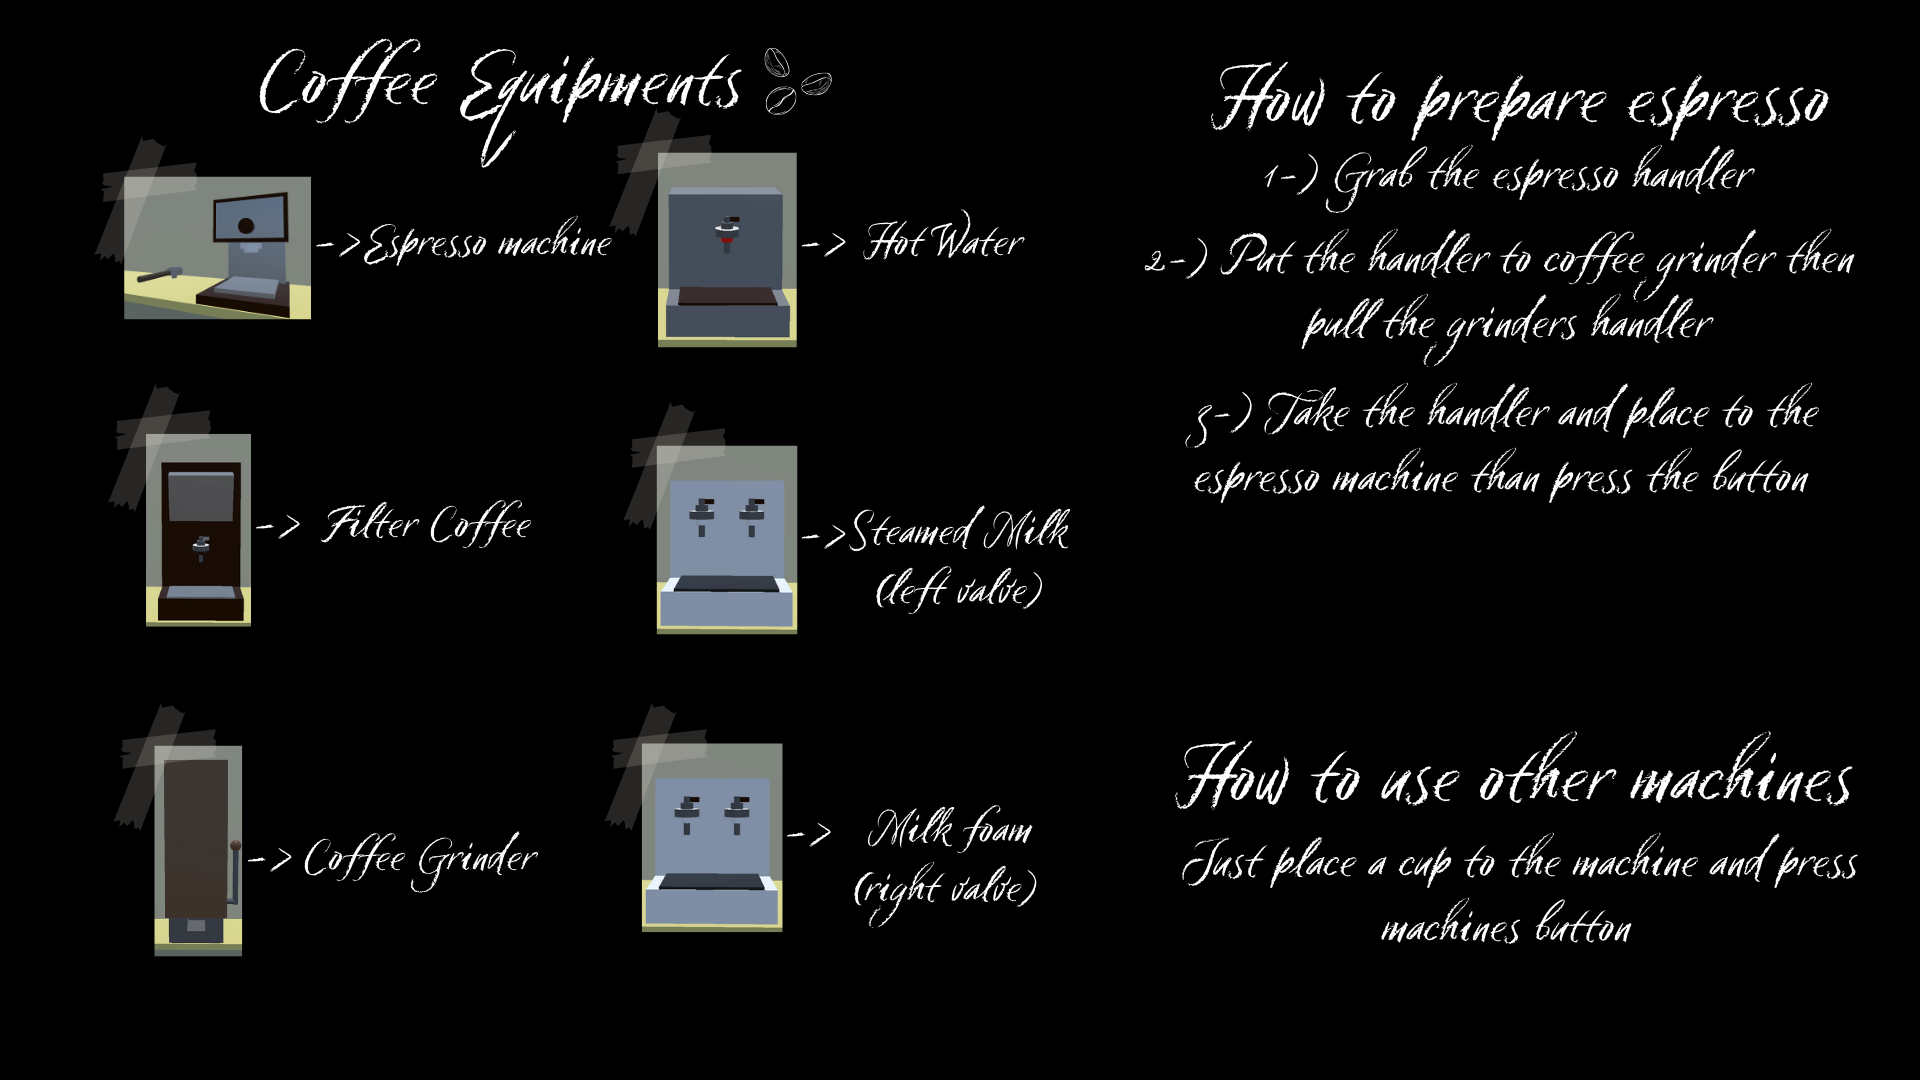 Coffee Equipments
-> Espresso machine
-> Hot Water
-> Filter Coffee
-> Steamed Milk
(left valve)
-> Coffee Grinder
-> Milk foam
(right valve)
How to prepare espresso
1-) Grab the espresso handler
2-) Put the handler to coffee grinder then
pull the grinders handler
3-) Take the handler and place to the
espresso machine than press the button
How to use other machines
Just place a cup to the machine and press
machines button